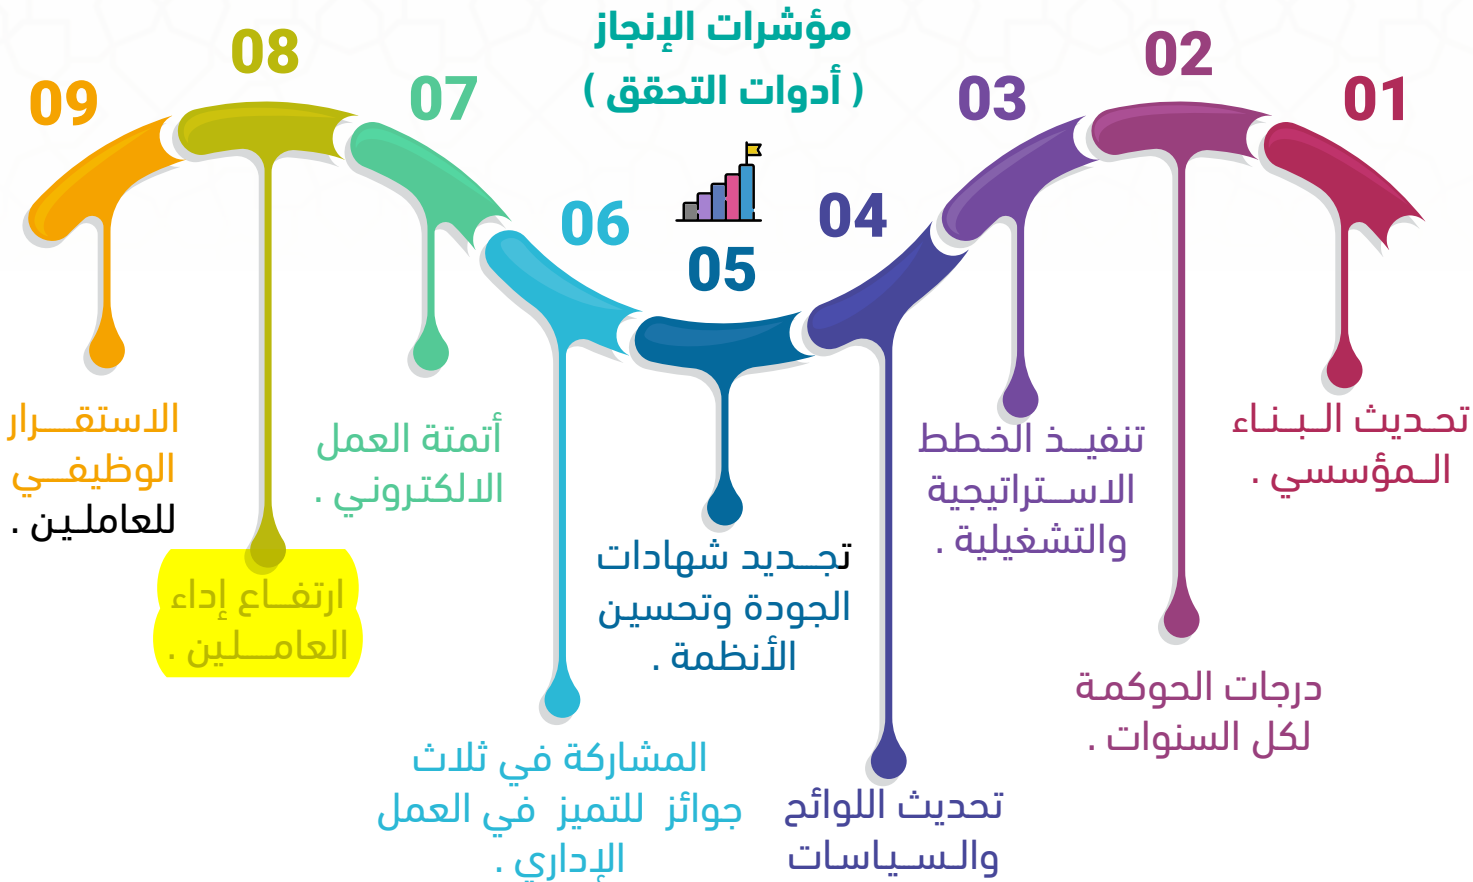 مؤشرات الإنجاز
( أدوات التحقق )
01
تحديث البناء
المؤسسي .
02
درجات الحوكمة
لكل السنوات .
03
تنفيذ الخطط
الاستراتيجية
والتشغيلية .
04
تحديث اللوائح
والسياسات
05
تجديد شهادات
الجودة وتحسين
الأنظمة .
06
المشاركة في ثلاث
جوائز للتميز في العمل
الإداري .
07
أتمتة العمل
الالكتروني .
08
ارتفاع إداء
العاملين .
09
الاستقرار
الوظيفي
للعاملين .